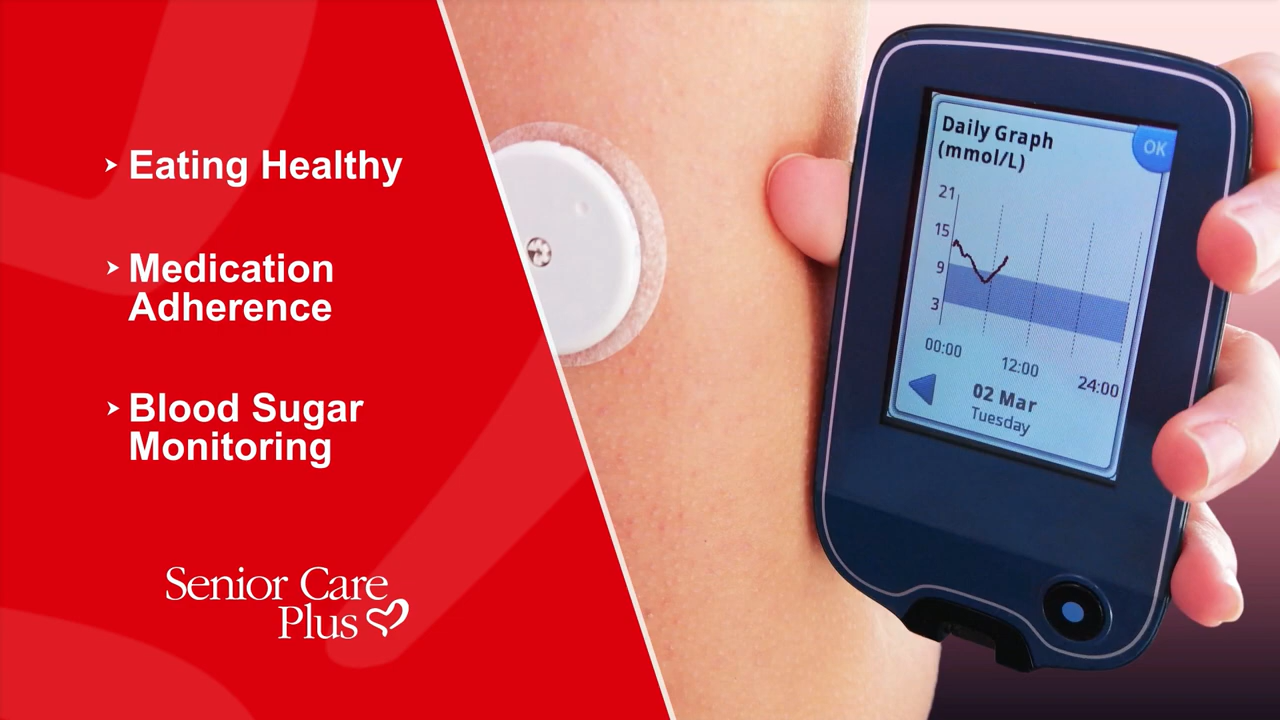 Eating Healthy
Medication
Adherence
Blood Sugar
Monitoring
Senior Care
Plus
Daily Graph
(mmol/L)
OK
21
15
9
3
00:00
12:00
24:00
02 Mar
Tuesday